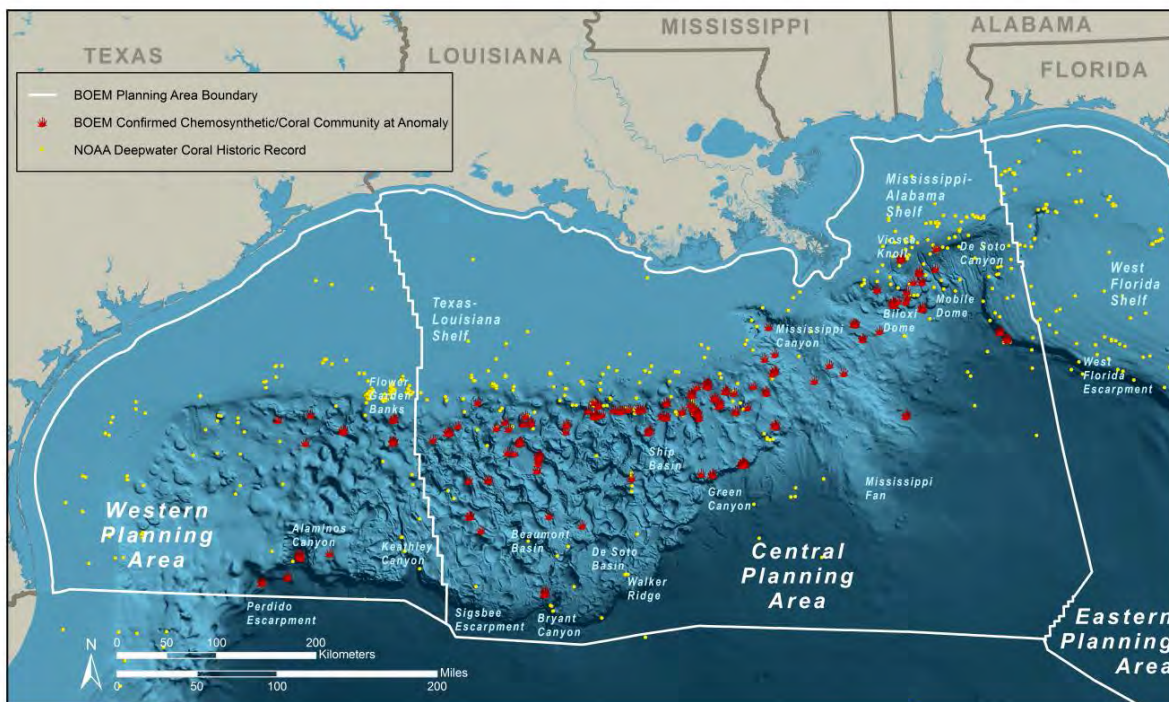 TEXAS
LOUISIANA
MISSISSIPPI
ALABAMA
FLORIDA
BOEM Planning Area Boundary
BOEM Confirmed Chemosynthetic/Coral Community at Anomaly
NOAA Deepwater Coral Historic Record
Mississippi-
Alabama
Shelf
Viosca
Knoll
De Soto
Canyon
West
Florida
Shelf
Texas-
Louisiana
Shelf
Mobile
Dome
Biloxi
Dome
Mississippi
Canyon
West
Florida
Escarpment
Flower
Garden
Banks
Ship
Basin
Green
Canyon
Mississippi
Fan
Western
Planning
Area
Alaminos
Canyon
Keathley
Canyon
Beaumont
Basin
De Soto
Basin
Walker
Ridge
Central
Planning
Area
Perdido
Escarpment
Sigsbee
Escarpment
Bryant
Canyon
Eastern
Planning
Area
N
0 50 100 200
Kilometers
Miles
0 50 100 200